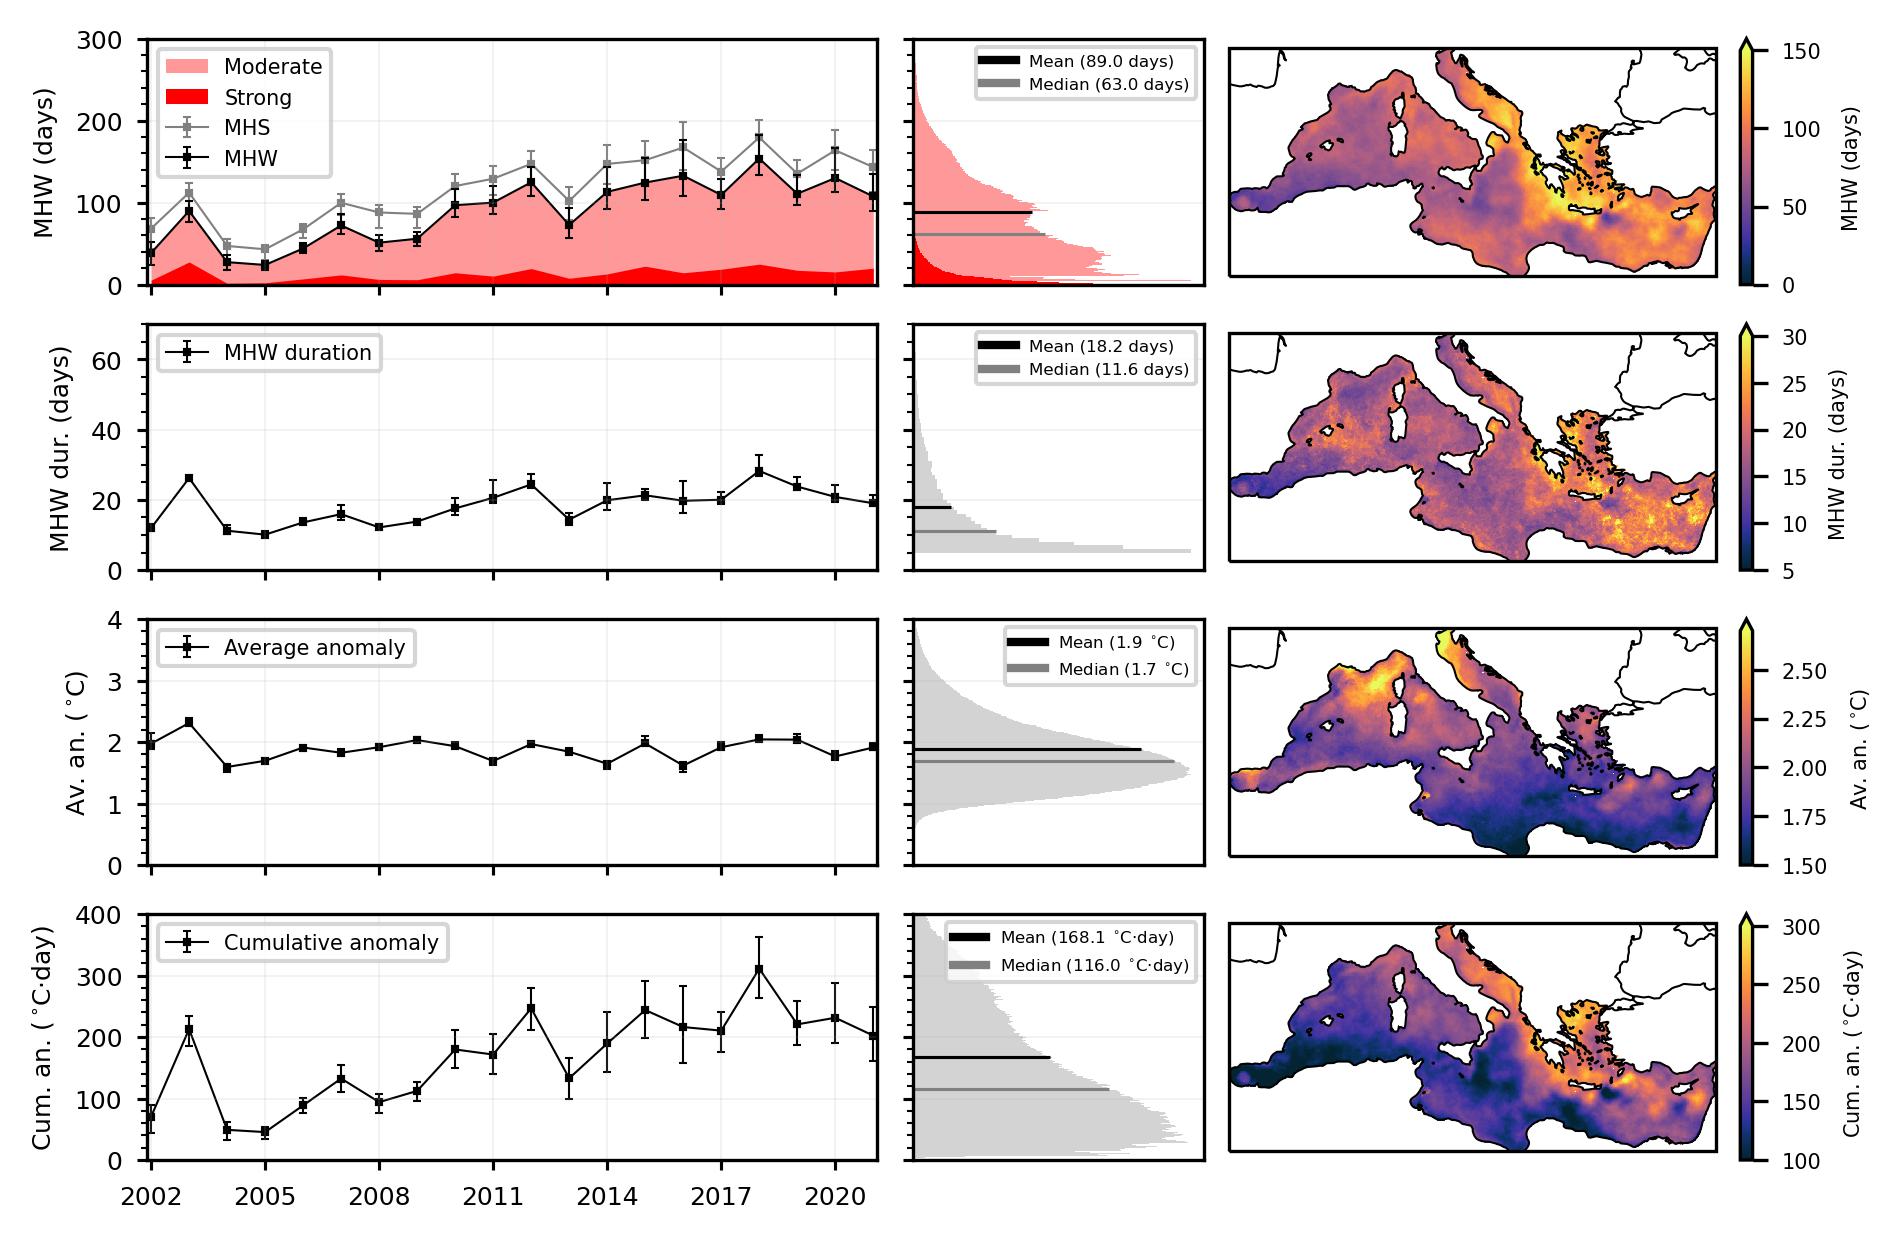 MHW (days)
300
200
100
0
Moderate
Strong
MHS
MHW
Mean (89.0 days)
Median (63.0 days)
150
100
50
0
MHW (days)
MHW dur. (days)
60
40
20
0
MHW duration
Mean (18.2 days)
Median (11.6 days)
30
25
20
15
10
5
MHW dur. (days)
Av. an. (°C)
4
3
2
1
0
Average anomaly
Mean (1.9 °C)
Median (1.7 °C)
2.50
2.25
2.00
1.75
1.50
Av. an. (°C)
Cum. an. (°C·day)
400
300
200
100
0
Cumulative anomaly
Mean (168.1 °C·day)
Median (116.0 °C·day)
300
250
200
150
100
Cum. an. (°C·day)
2002 2005 2008 2011 2014 2017 2020